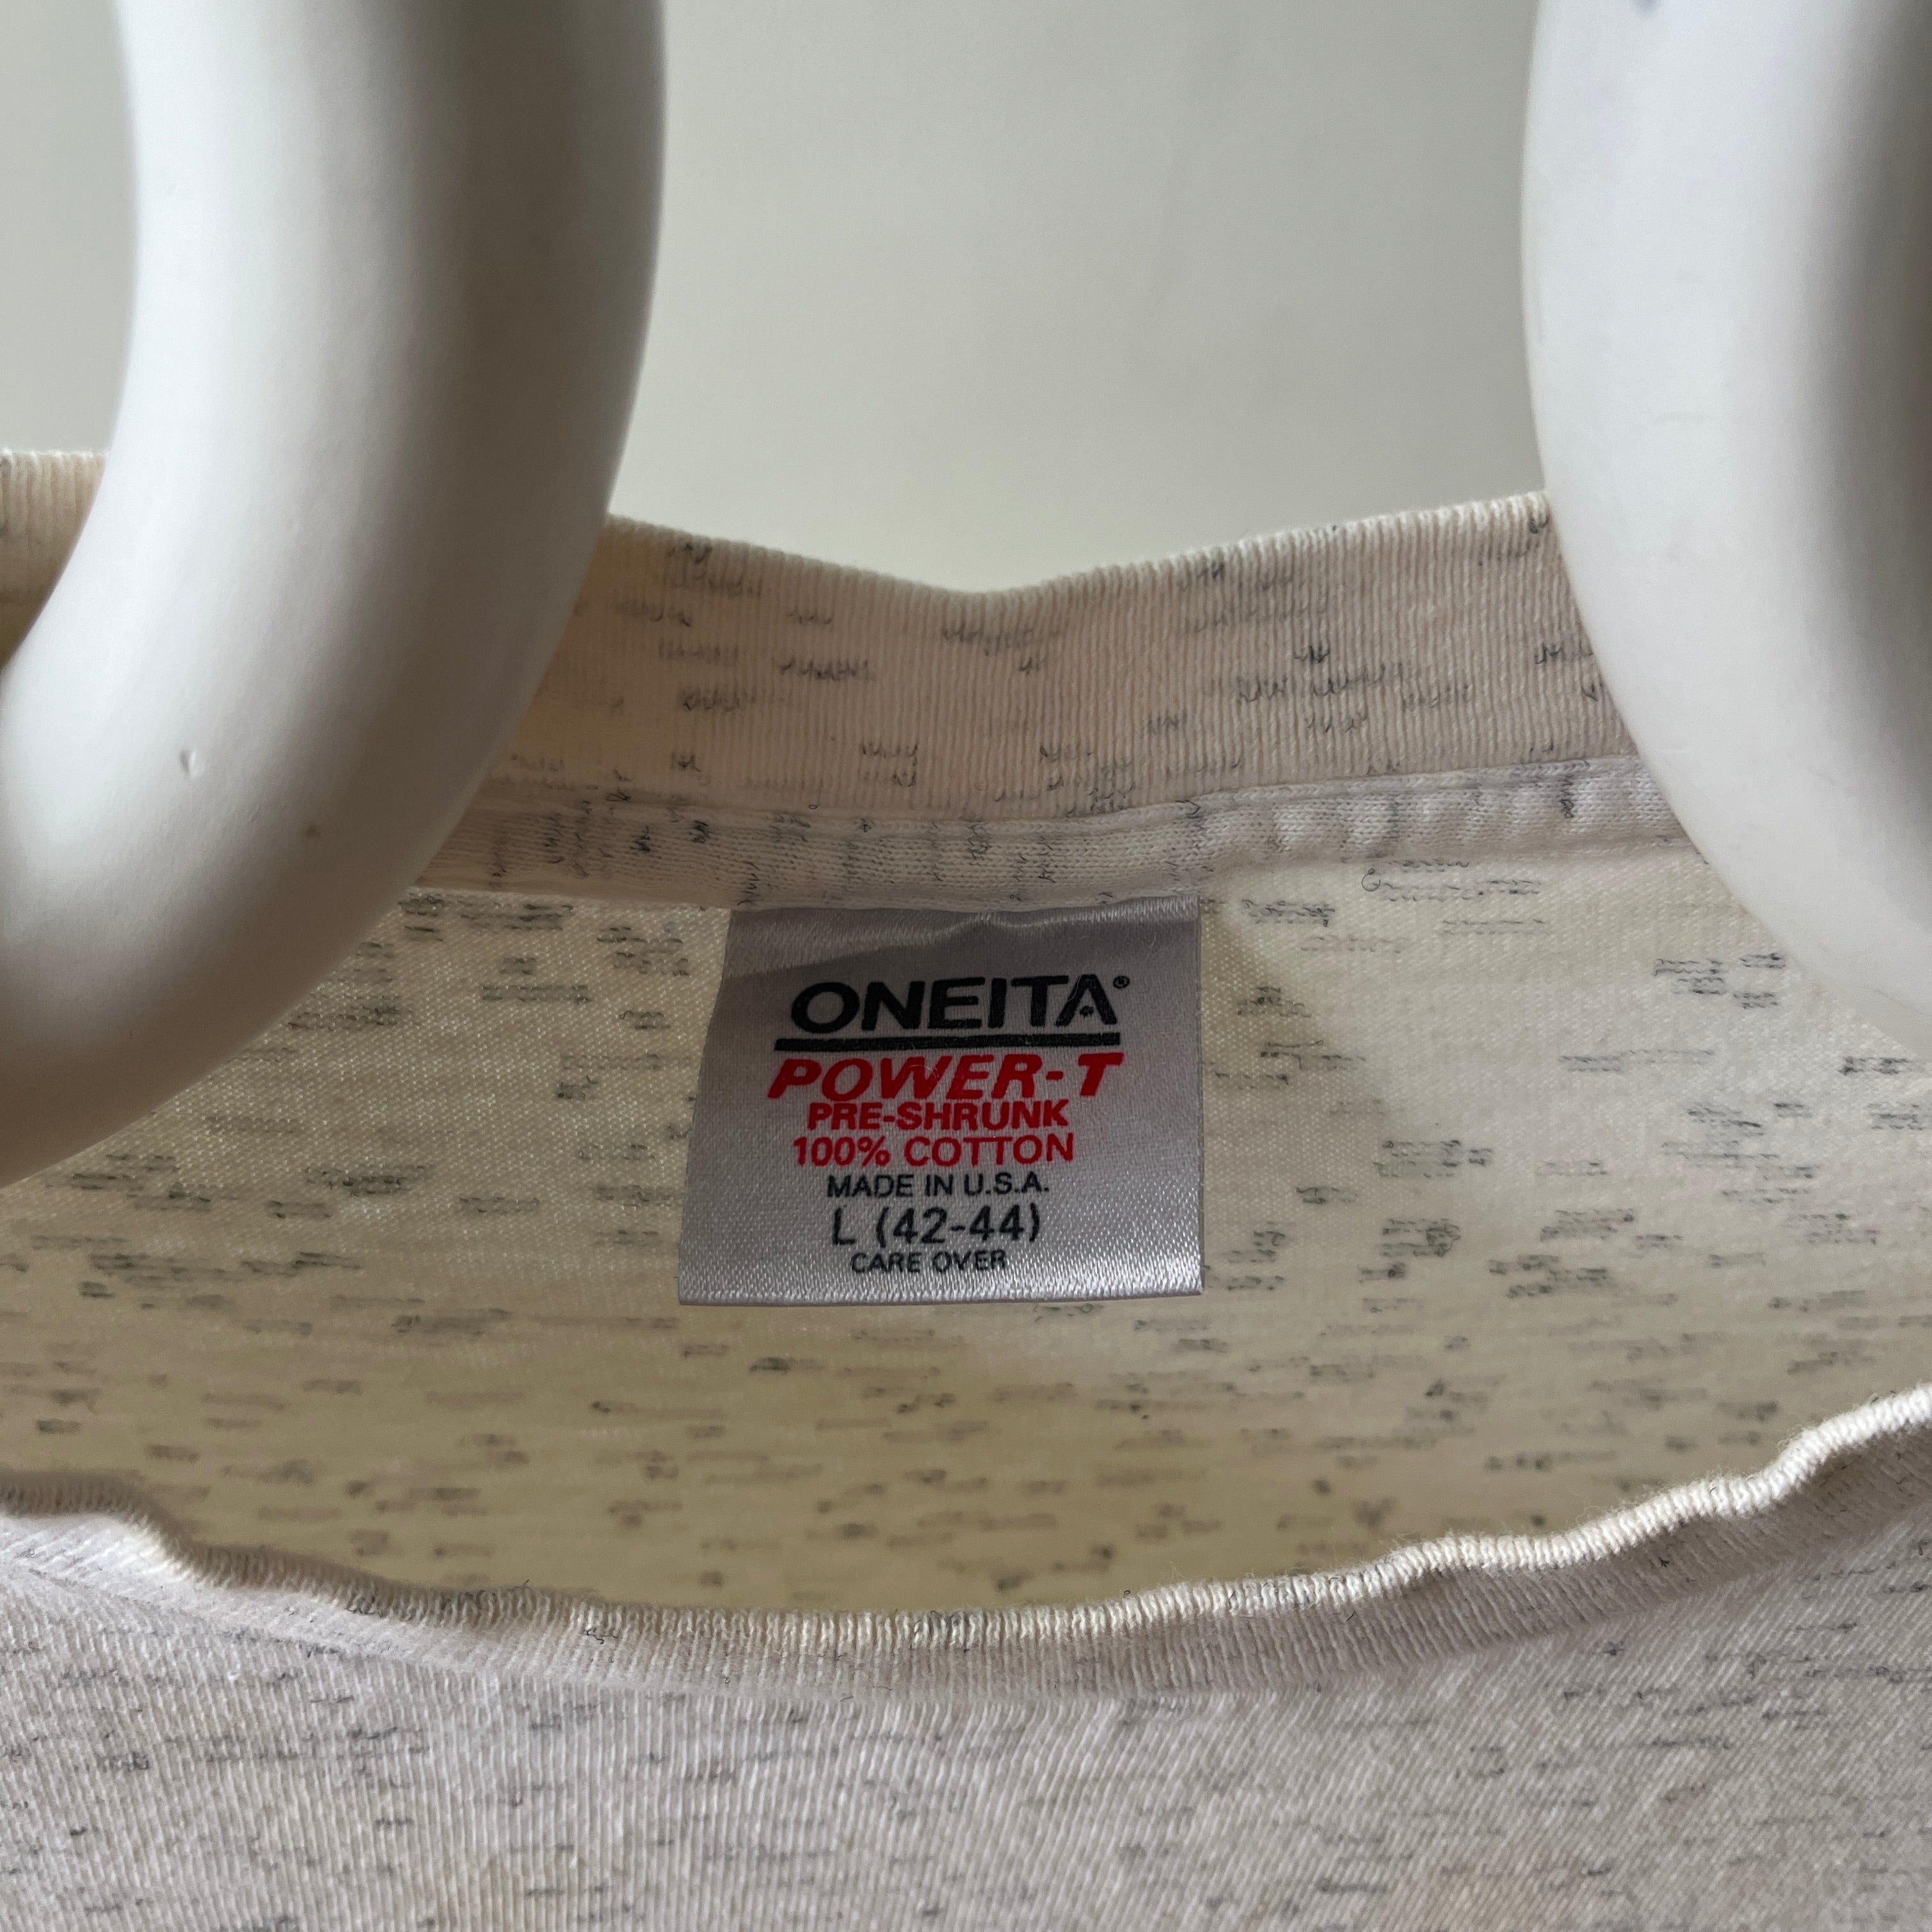 ONEITA®
POWER-T
PRE-SHRUNK
100% COTTON
MADE IN U.S.A.
L (42-44)
CARE OVER